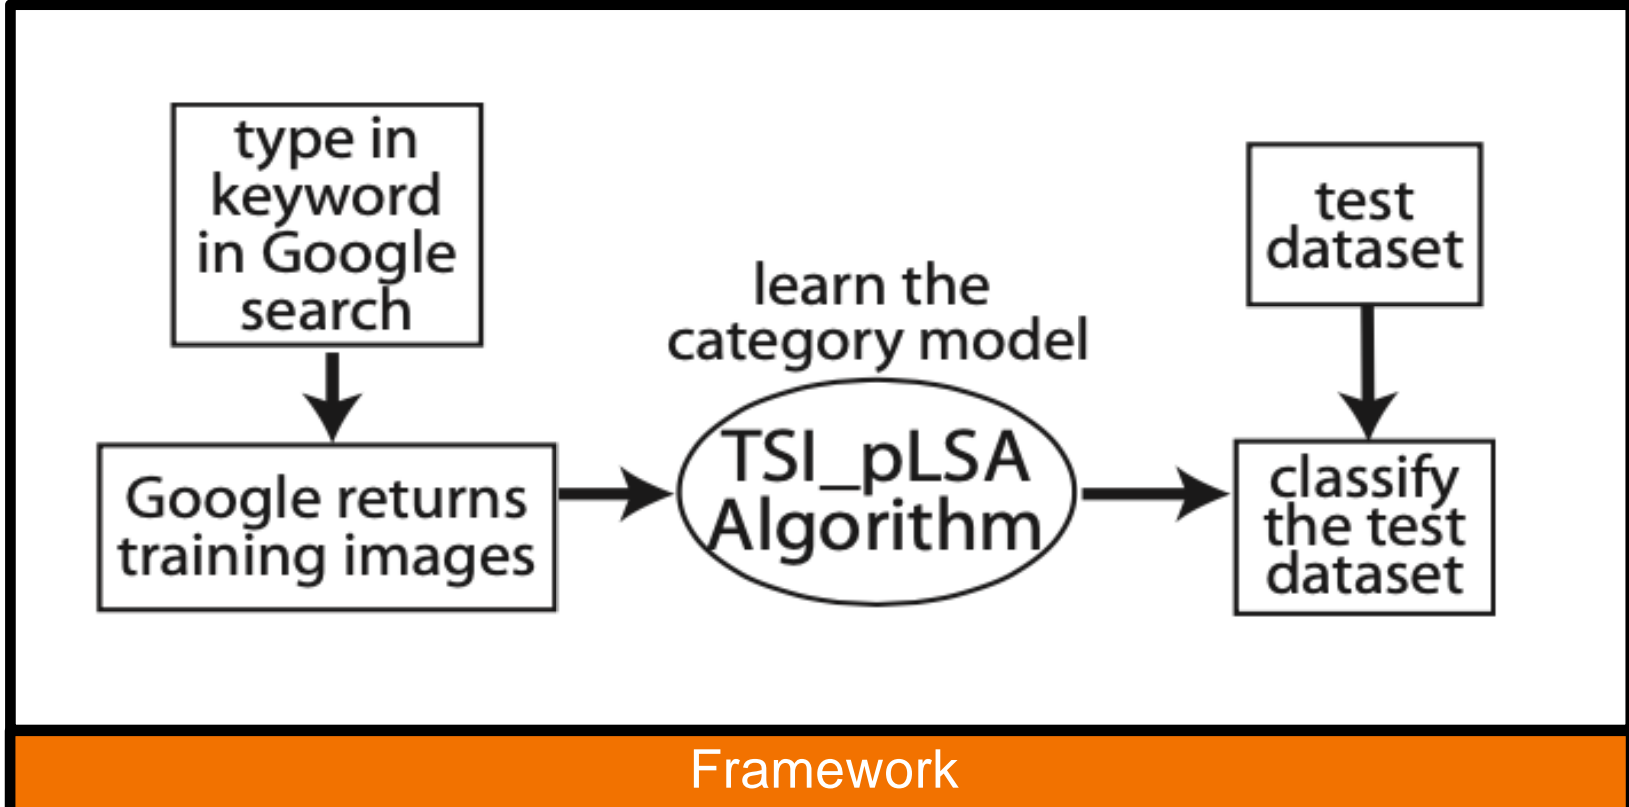 type in
keyword
in Google
search
Google returns
training images
learn the
category model
TSI_pLSA
Algorithm
test
dataset
classify
the test
dataset
Framework